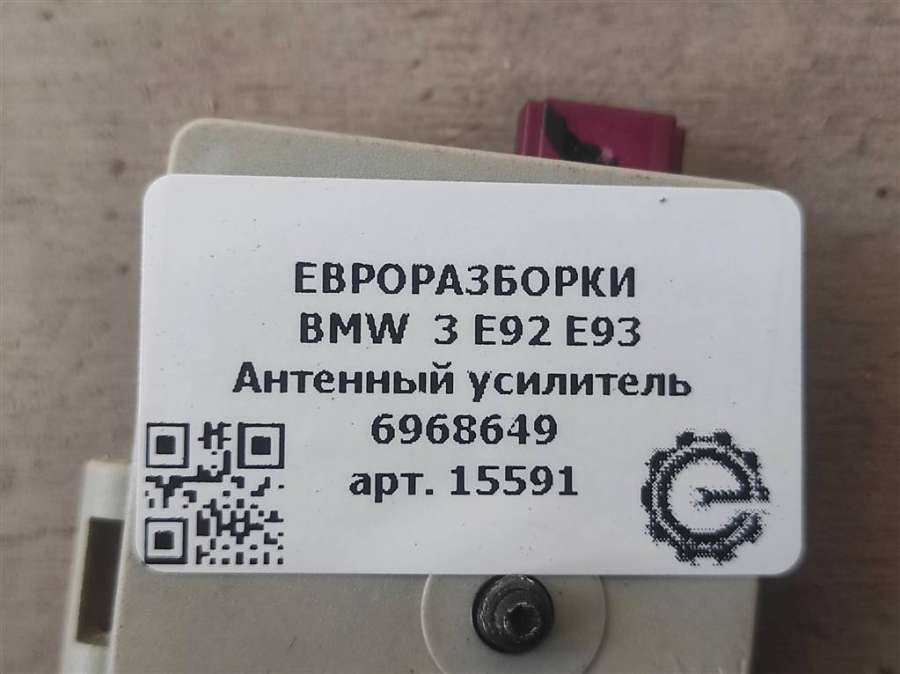 ЕВРОРАЗБОРКИ
BMW 3 E92 E93
Антенный усилитель
6968649
арт. 15591